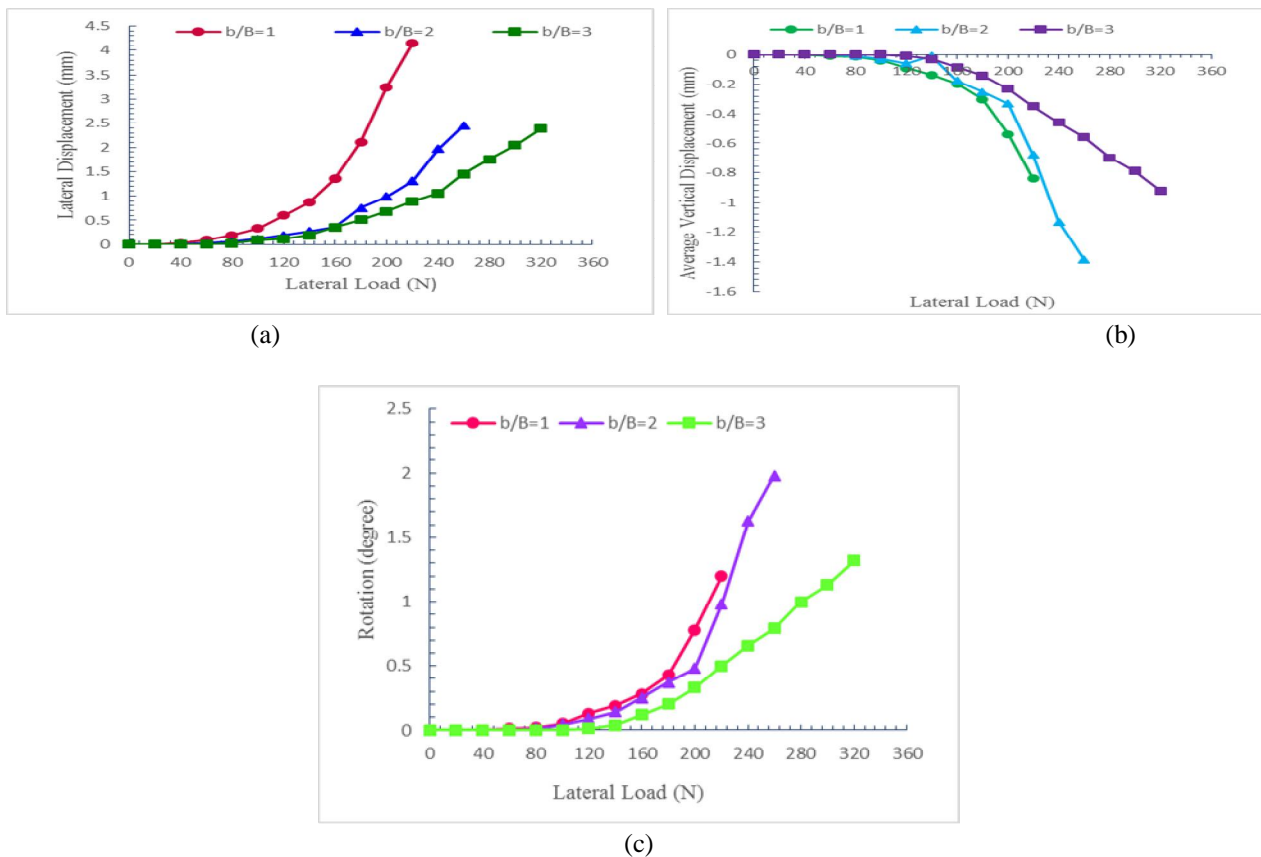 b/B=1 b/B=2 b/B=3
4.5
4
3.5
3
2.5
2
1.5
1
0.5
0
Lateral Displacement (mm)
0 40 80 120 160 200 240 280 320 360
Lateral Load (N)
(a)
b/B=1 b/B=2 b/B=3
0
-0.2
-0.4
-0.6
-0.8
-1
-1.2
-1.4
-1.6
Average Vertical Displacement (mm)
0 40 80 120 160 200 240 280 320 360
Lateral Load (N)
(b)
2.5
b/B=1 b/B=2 b/B=3
2
1.5
1
0.5
0
Rotation (degree)
0 40 80 120 160 200 240 280 320 360
Lateral Load (N)
(c)